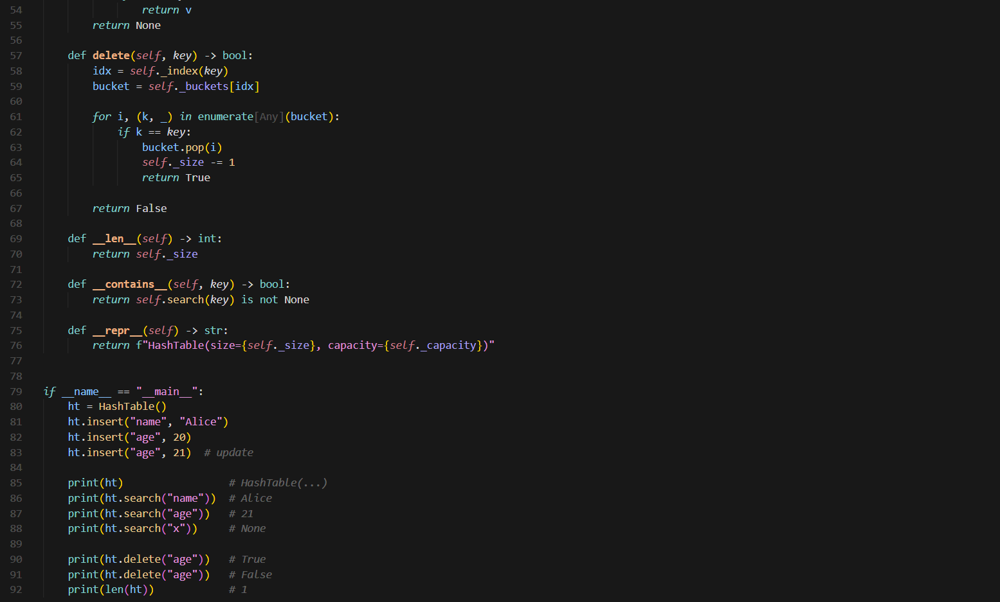 54                 return v
55         return None
56
57     def delete(self, key) -> bool:
58         idx = self._index(key)
59         bucket = self._buckets[idx]
60
61         for i, (k, _) in enumerate[Any](bucket):
62             if k == key:
63                 bucket.pop(i)
64                 self._size -= 1
65                 return True
66
67         return False
68
69     def __len__(self) -> int:
70         return self._size
71
72     def __contains__(self, key) -> bool:
73         return self.search(key) is not None
74
75     def __repr__(self) -> str:
76         return f"HashTable(size={self._size}, capacity={self._capacity})"
77
78
79 if __name__ == "__main__":
80     ht = HashTable()
81     ht.insert("name", "Alice")
82     ht.insert("age", 20)
83     ht.insert("age", 21)  # update
84
85     print(ht)                 # HashTable(...)
86     print(ht.search("name"))  # Alice
87     print(ht.search("age"))   # 21
88     print(ht.search("x"))     # None
89
90     print(ht.delete("age"))   # True
91     print(ht.delete("age"))   # False
92     print(len(ht))            # 1